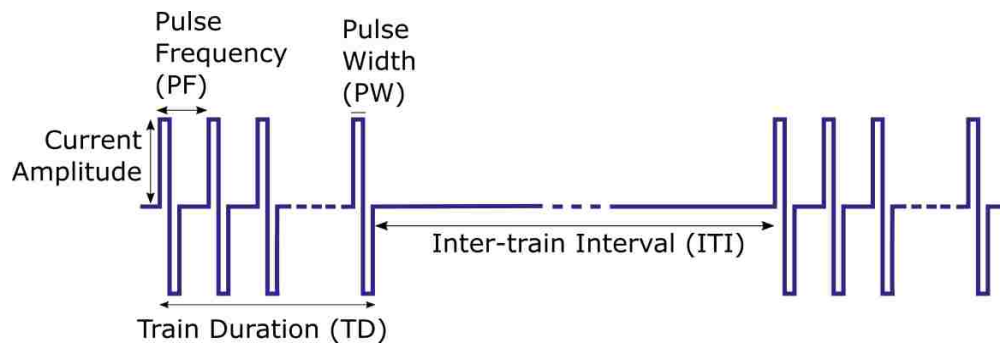 Pulse
Frequency
(PF)
Pulse
Width
(PW)
Current
Amplitude
Inter-train Interval (ITI)
Train Duration (TD)